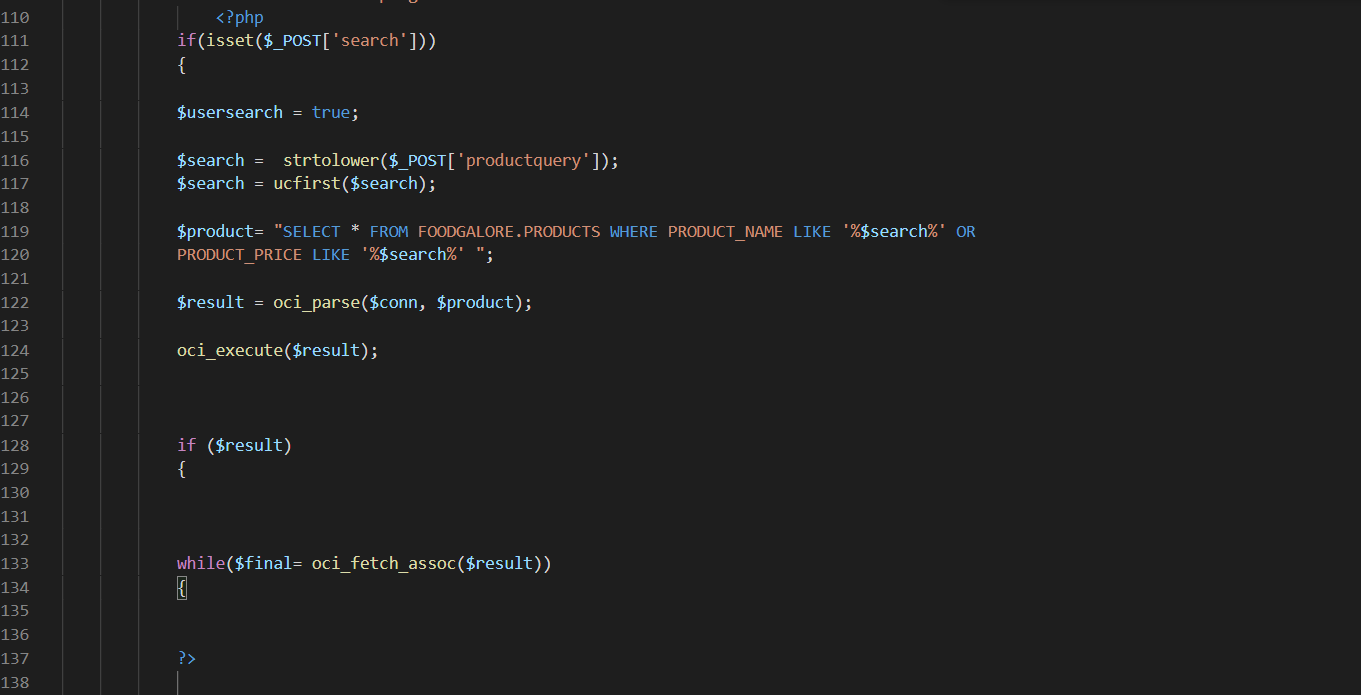 110 <?php
111 if(isset($_POST['search']))
112 {
113
114 $usersearch = true;
115
116 $search =  strtolower($_POST['productquery']);
117 $search = ucfirst($search);
118
119 $product= "SELECT * FROM FOODGALORE.PRODUCTS WHERE PRODUCT_NAME LIKE '%$search%' OR
120 PRODUCT_PRICE LIKE '%$search%' ";
121
122 $result = oci_parse($conn, $product);
123
124 oci_execute($result);
125
126
127
128 if ($result)
129 {
130
131
132
133 while($final= oci_fetch_assoc($result))
134 {
135
136
137 ?>
138